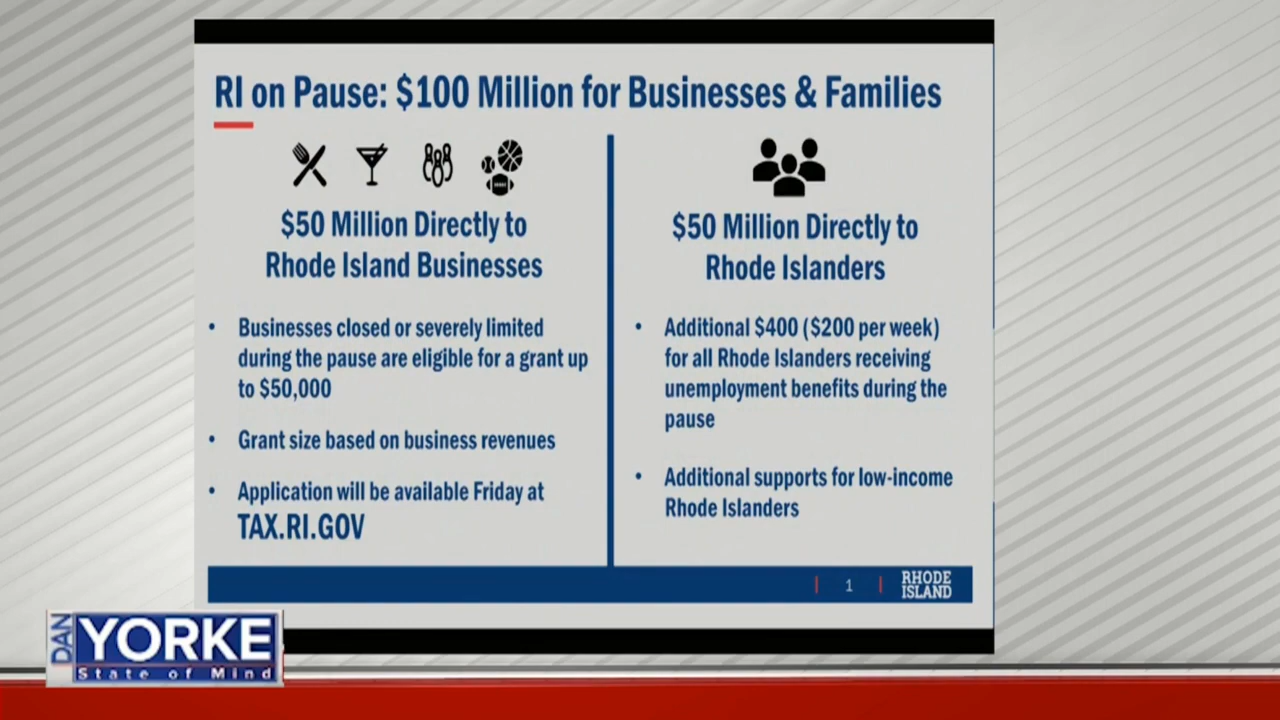 RI on Pause: $100 Million for Businesses & Families
$50 Million Directly to
Rhode Island Businesses
• Businesses closed or severely limited
during the pause are eligible for a grant up
to $50,000
• Grant size based on business revenues
• Application will be available Friday at
TAX.RI.GOV
$50 Million Directly to
Rhode Islanders
• Additional $400 ($200 per week)
for all Rhode Islanders receiving
unemployment benefits during the
pause
• Additional supports for low-income
Rhode Islanders
| 1 |
RHODE
ISLAND
DAN
YORKE
State of Mind